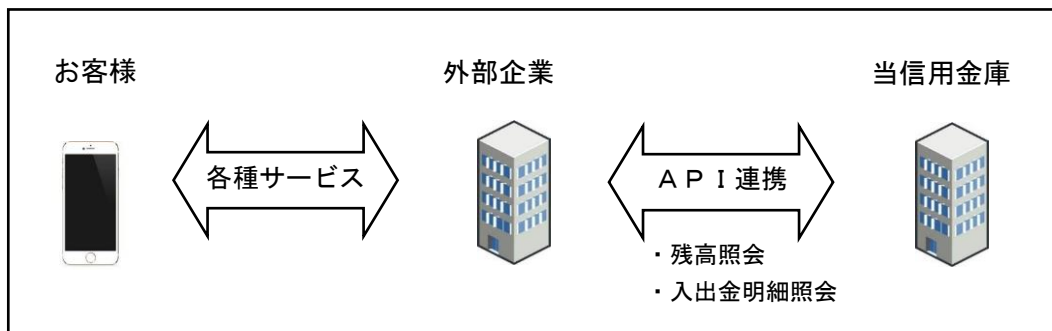 お客様
外部企業
当信用金庫
各種サービス
ＡＰＩ連携
・残高照会
・入出金明細照会